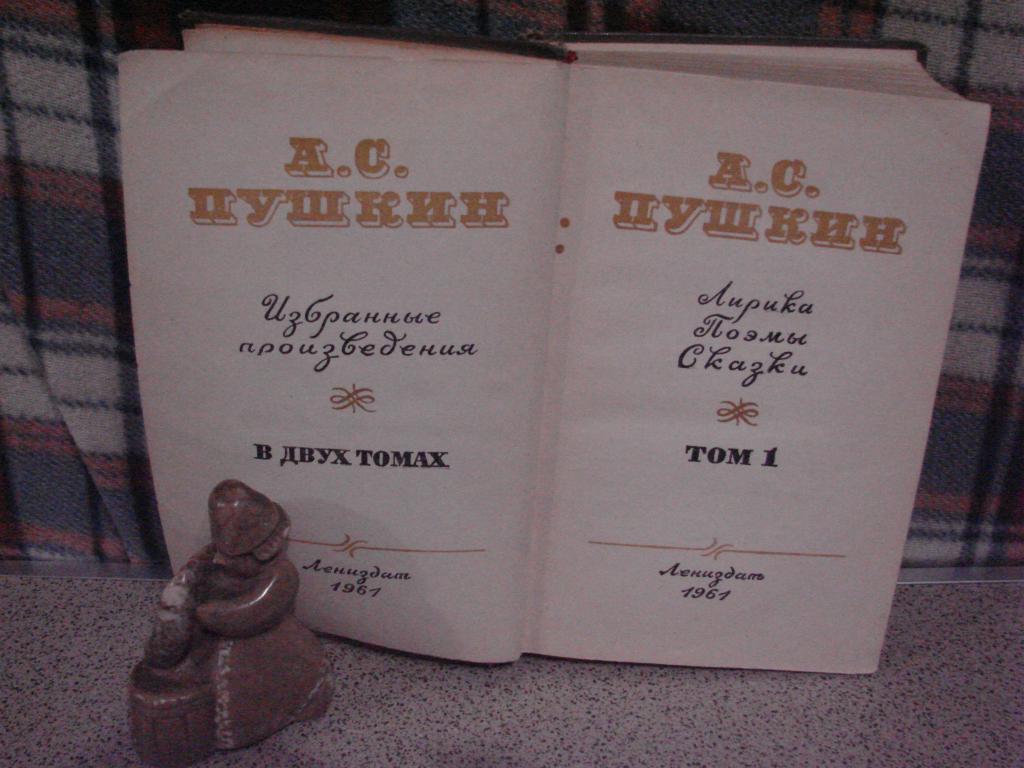 А.С.
ПУШКИН
Избранные
произведения
В ДВУХ ТОМАХ
Лениздат
1961
А.С.
ПУШКИН
Лирика
Поэмы
Сказки
ТОМ 1
Лениздат
1961